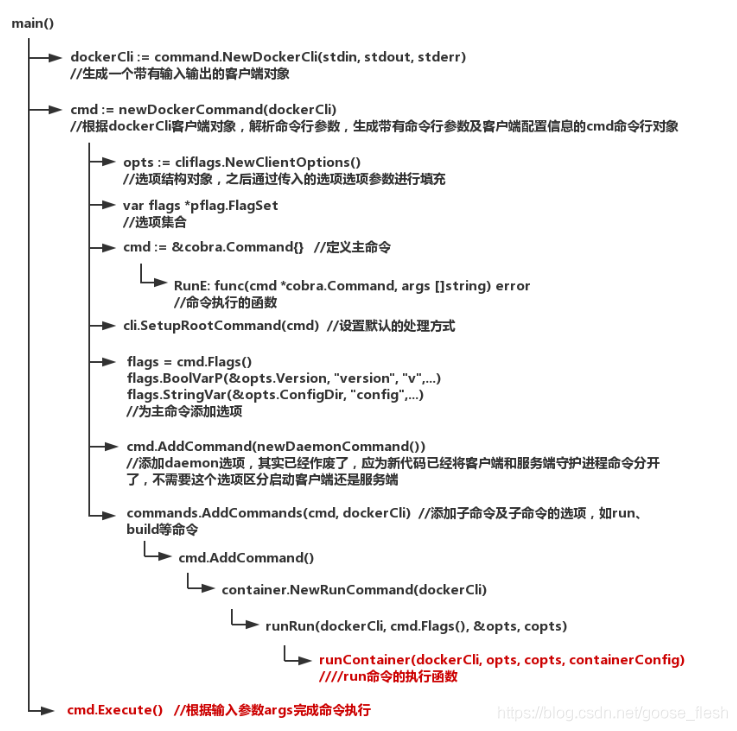 main()
dockerCli := command.NewDockerCli(stdin, stdout, stderr)
//生成一个带有输入输出的客户端对象
cmd := newDockerCommand(dockerCli)
//根据dockerCli客户端对象，解析命令行参数，生成带有命令行参数及客户端配置信息的cmd命令行对象
opts := cliflags.NewClientOptions()
//选项结构对象，之后通过传入的选项选项参数进行填充
var flags *pflag.FlagSet
//选项集合
cmd := &cobra.Command{} //定义主命令
RunE: func(cmd *cobra.Command, args []string) error
//命令执行的函数
cli.SetupRootCommand(cmd) //设置默认的处理方式
flags = cmd.Flags()
flags.BoolVarP(&opts.Version, "version", "v",...)
flags.StringVar(&opts.ConfigDir, "config",...)
//为主命令添加选项
cmd.AddCommand(newDaemonCommand())
//添加daemon选项，其实已经作废了，应为新代码已经将客户端和服务端守护进程命令分开
了，不需要这个选项区分启动客户端还是服务端
commands.AddCommands(cmd, dockerCli) //添加子命令及子命令的选项，如run、
build等命令
cmd.AddCommand()
container.NewRunCommand(dockerCli)
runRun(dockerCli, cmd.Flags(), &opts, copts)
runContainer(dockerCli, opts, copts, containerConfig)
////run命令的执行函数
cmd.Execute() //根据输入参数args完成命令执行
https://blog.csdn.net/goose_flesh